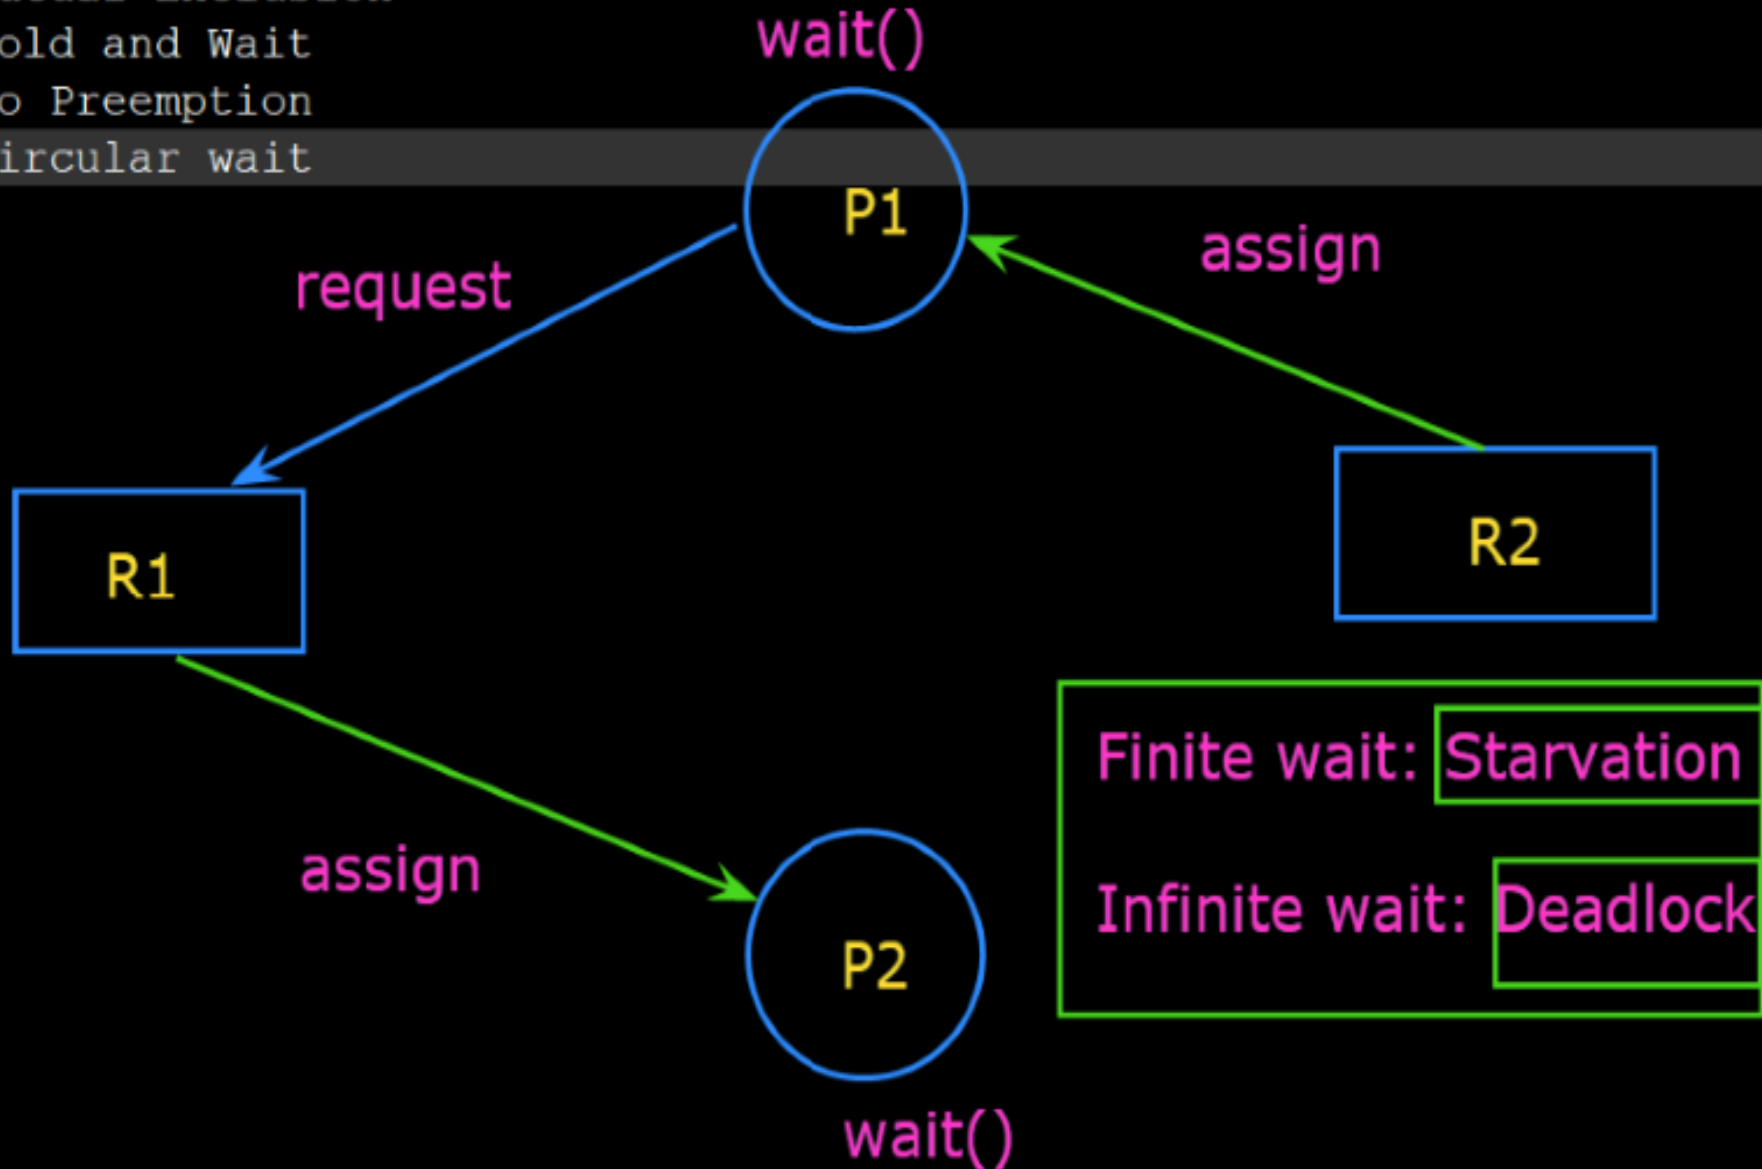 old and Wait
o Preemption
ircular wait
wait()
P1
request
assign
R1
R2
Finite wait: Starvation
Infinite wait: Deadlock
assign
P2
wait()